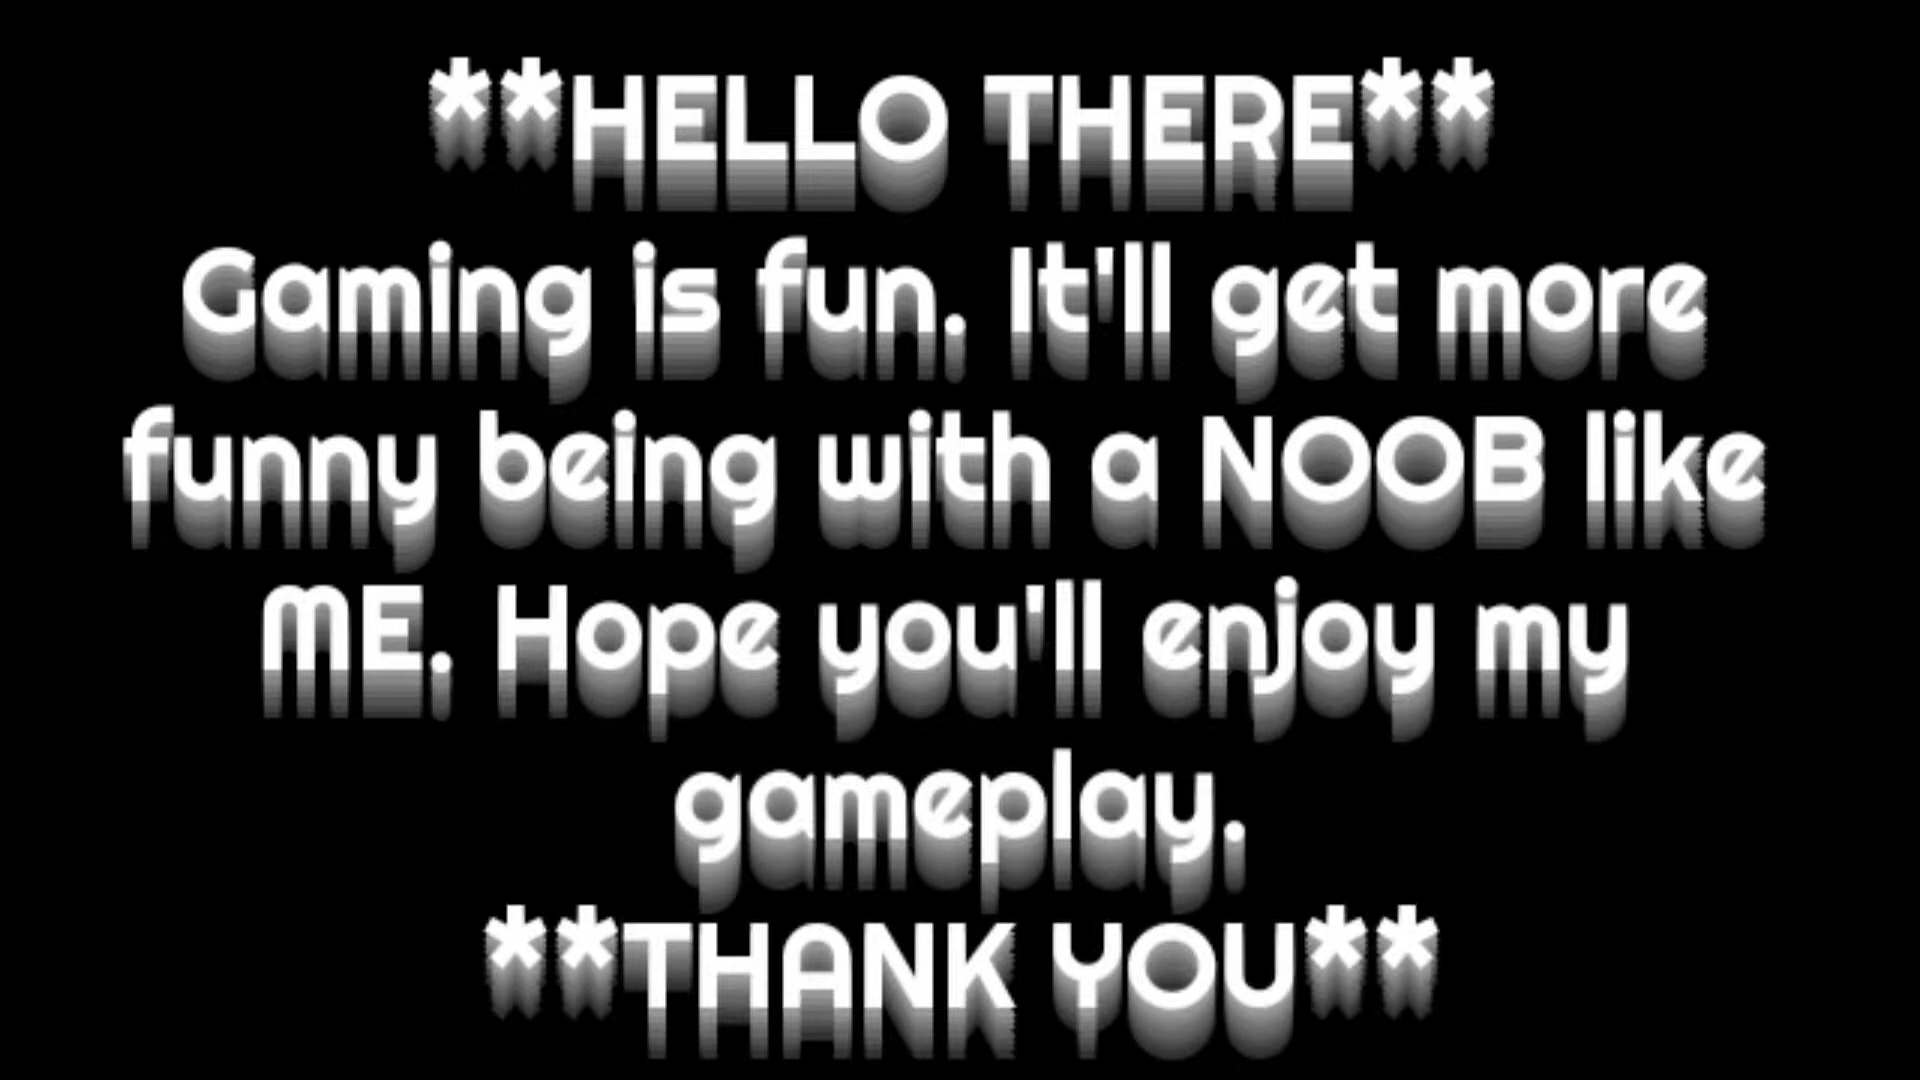 **HELLO THERE**
Gaming is fun. It'll get more
funny being with a NOOB like
ME. Hope you'll enjoy my
gameplay.
**THANK YOU**